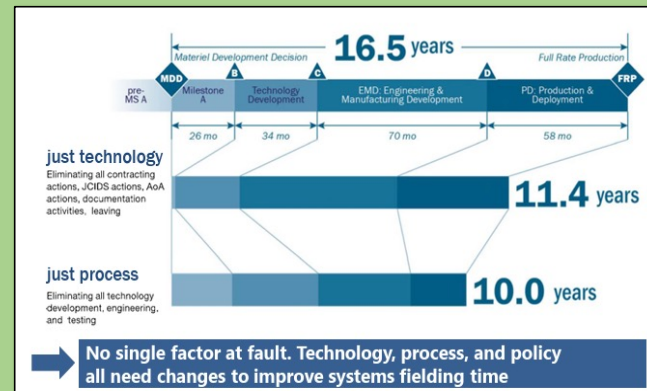 16.5 years
Materiel Development Decision
Full Rate Production
MDD
B
C
D
FRP
pre-
MS A
Milestone
A
Technology
Development
EMD: Engineering &
Manufacturing Development
PD: Production &
Deployment
26 mo
34 mo
70 mo
58 mo
just technology
Eliminating all contracting
actions, JCIDS actions, AoA
actions, documentation
activities, leaving
11.4 years
just process
Eliminating all technology
development, engineering,
and testing
10.0 years
No single factor at fault. Technology, process, and policy
all need changes to improve systems fielding time